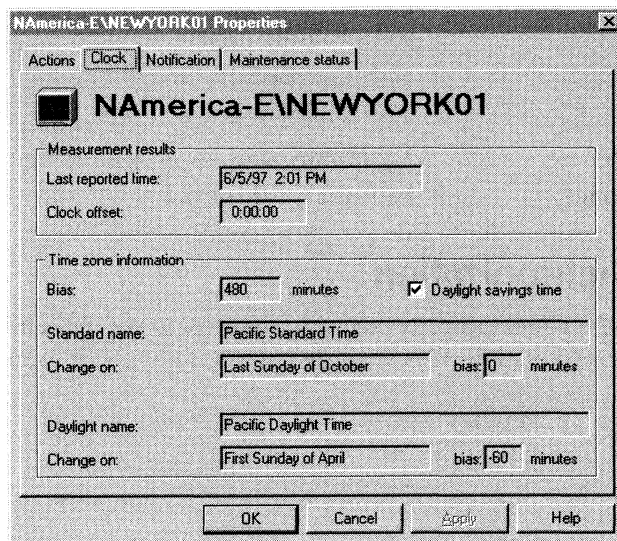 NAmerica-E\NEWYORK01 Properties
Actions Clock Notification Maintenance status
NAmerica-E\NEWYORK01
Measurement results
Last reported time: 6/5/97 2:01 PM
Clock offset: 0:00:00
Time zone information
Bias: 480 minutes Daylight savings time
Standard name: Pacific Standard Time
Change on: Last Sunday of October bias: 0 minutes
Daylight name: Pacific Daylight Time
Change on: First Sunday of April bias: -60 minutes
OK Cancel Apply Help